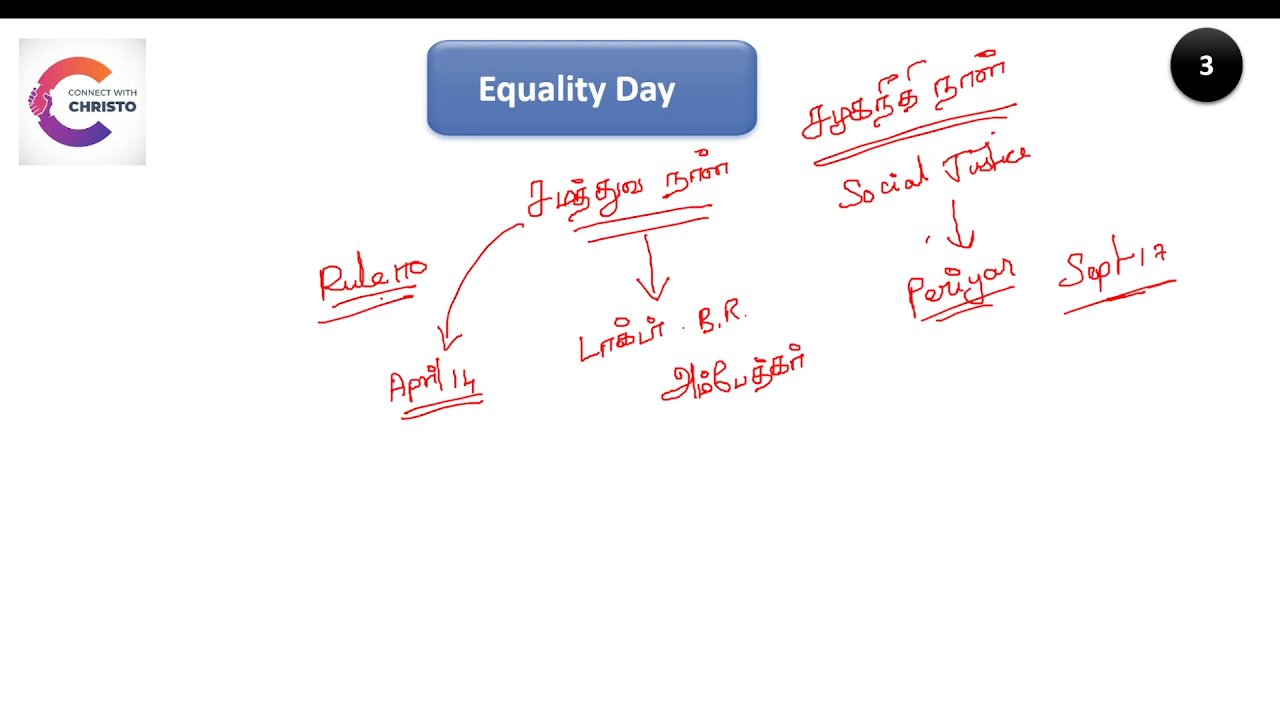 CONNECT WITH
CHRISTO
Equality Day
3
சமூகநீதி நாள்
Social Justice
சமத்துவ நாள்
Rule 110
Periyar
Sept 17
April 14
டாக்டர். B.R.
அம்பேத்கர்